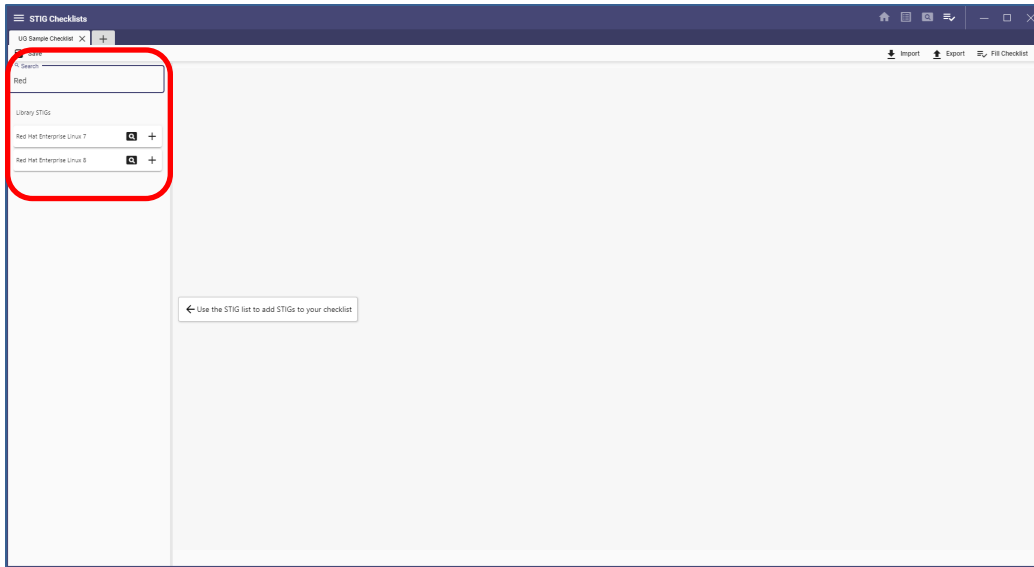 STIG Checklists
UG Sample Checklist
Save
Import Export Fill Checklist
Search
Red
Library STIGs
Red Hat Enterprise Linux 7
Red Hat Enterprise Linux 8
Use the STIG list to add STIGs to your checklist